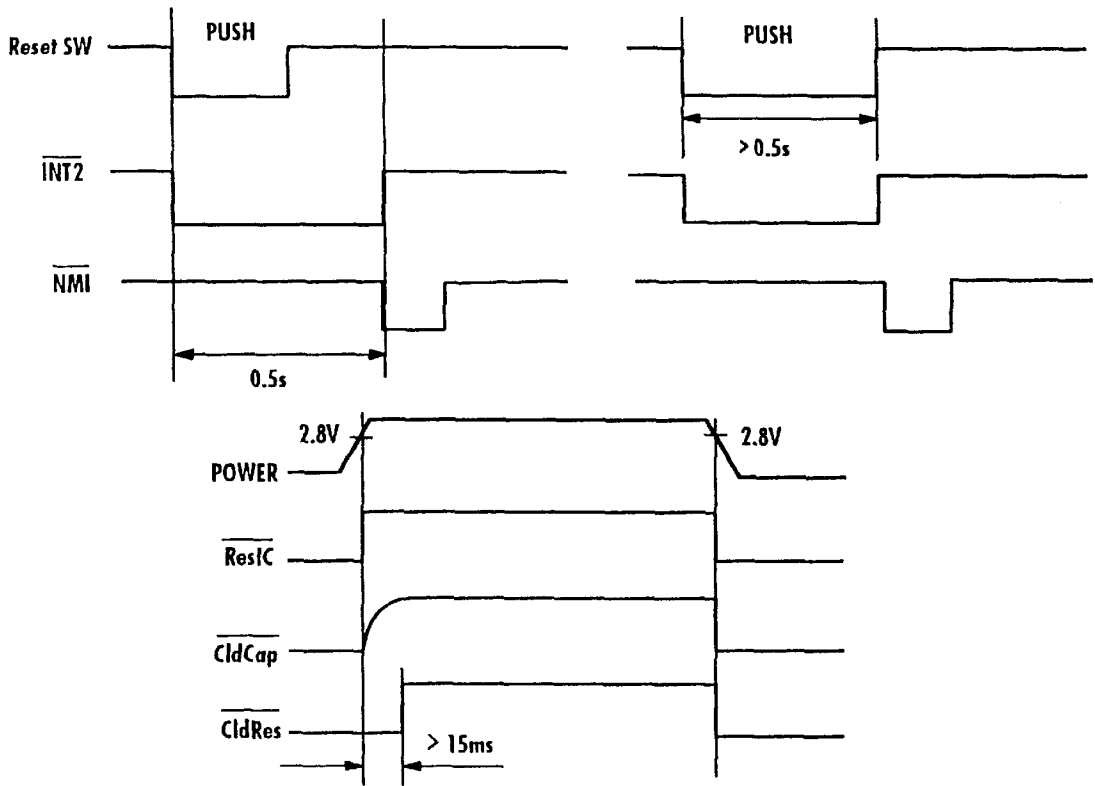 Reset SW
PUSH
PUSH
> 0.5s
INT2
NMI
0.5s
2.8V
2.8V
POWER
ResIC
CldCap
CldRes
> 15ms